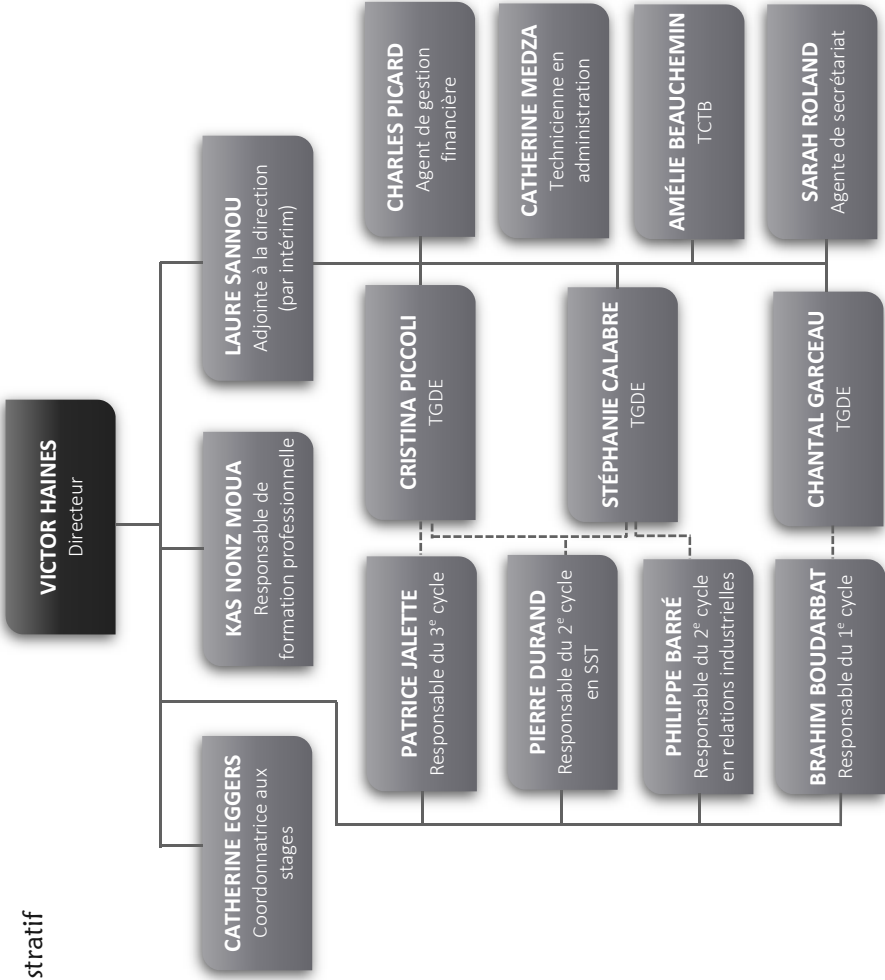 stratif
VICTOR HAINES
Directeur
CATHERINE EGGERS
Coordonnatrice aux
stages
KAS NONZ MOUA
Responsable de
formation professionnelle
LAURE SANNOU
Adjointe à la direction
(par intérim)
PATRICE JALETTE
Responsable du 3e cycle
CRISTINA PICCOLI
TGDE
CHARLES PICARD
Agent de gestion
financière
PIERRE DURAND
Responsable du 2e cycle
en SST
CATHERINE MEDZA
Technicienne en
administration
PHILIPPE BARRÉ
Responsable du 2e cycle
en relations industrielles
STÉPHANIE CALABRE
TGDE
AMÉLIE BEAUCHEMIN
TCTB
BRAHIM BOUDARBAT
Responsable du 1e cycle
CHANTAL GARCEAU
TGDE
SARAH ROLAND
Agente de secrétariat